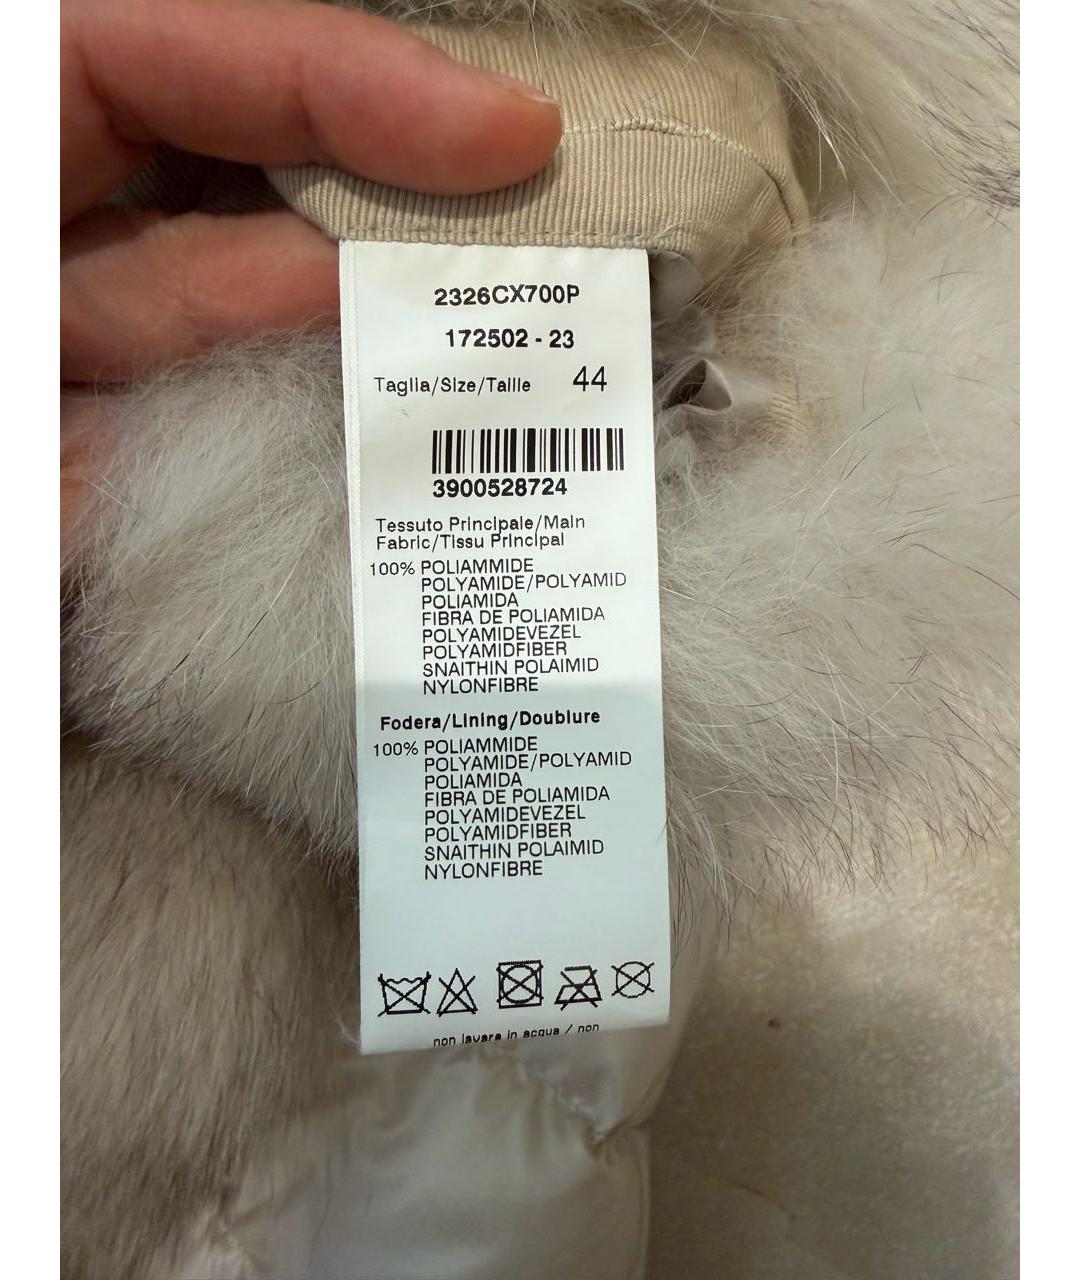 2326CX700P
172502 - 23
Taglia/Size/Taille 44
3900528724
Tessuto Principale/Main
Fabric/Tissu Principal
100% POLIAMMIDE
POLYAMIDE/POLYAMID
POLIAMIDA
FIBRA DE POLIAMIDA
POLYAMIDEVEZEL
POLYAMIDFIBER
SNAITHIN POLAIMID
NYLONFIBRE
Fodera/Lining/Doublure
100% POLIAMMIDE
POLYAMIDE/POLYAMID
POLIAMIDA
FIBRA DE POLIAMIDA
POLYAMIDEVEZEL
POLYAMIDFIBER
SNAITHIN POLAIMID
NYLONFIBRE
non lavare in acqua / non